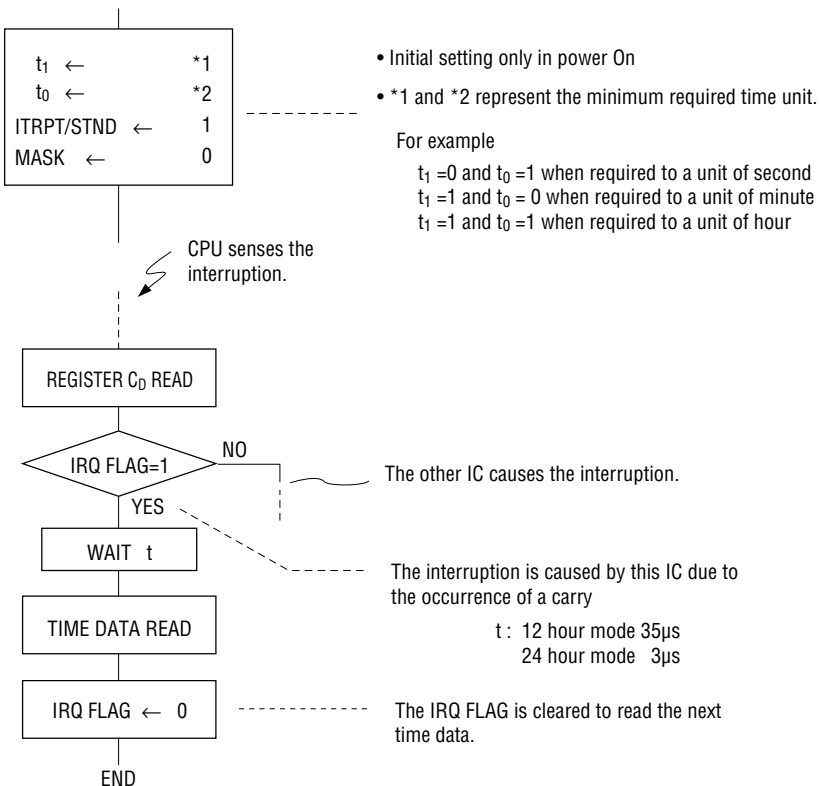 t₁ ← *1
t₀ ← *2
ITRPT/STND ← 1
MASK ← 0
• Initial setting only in power On
• *1 and *2 represent the minimum required time unit.
For example
t₁ =0 and t₀ =1 when required to a unit of second
t₁ =1 and t₀ = 0 when required to a unit of minute
t₁ =1 and t₀ =1 when required to a unit of hour
CPU senses the
interruption.
REGISTER C_D READ
IRQ FLAG=1
NO
The other IC causes the interruption.
YES
WAIT t
The interruption is caused by this IC due to
the occurrence of a carry
t : 12 hour mode 35µs
24 hour mode 3µs
TIME DATA READ
IRQ FLAG ← 0
The IRQ FLAG is cleared to read the next
time data.
END